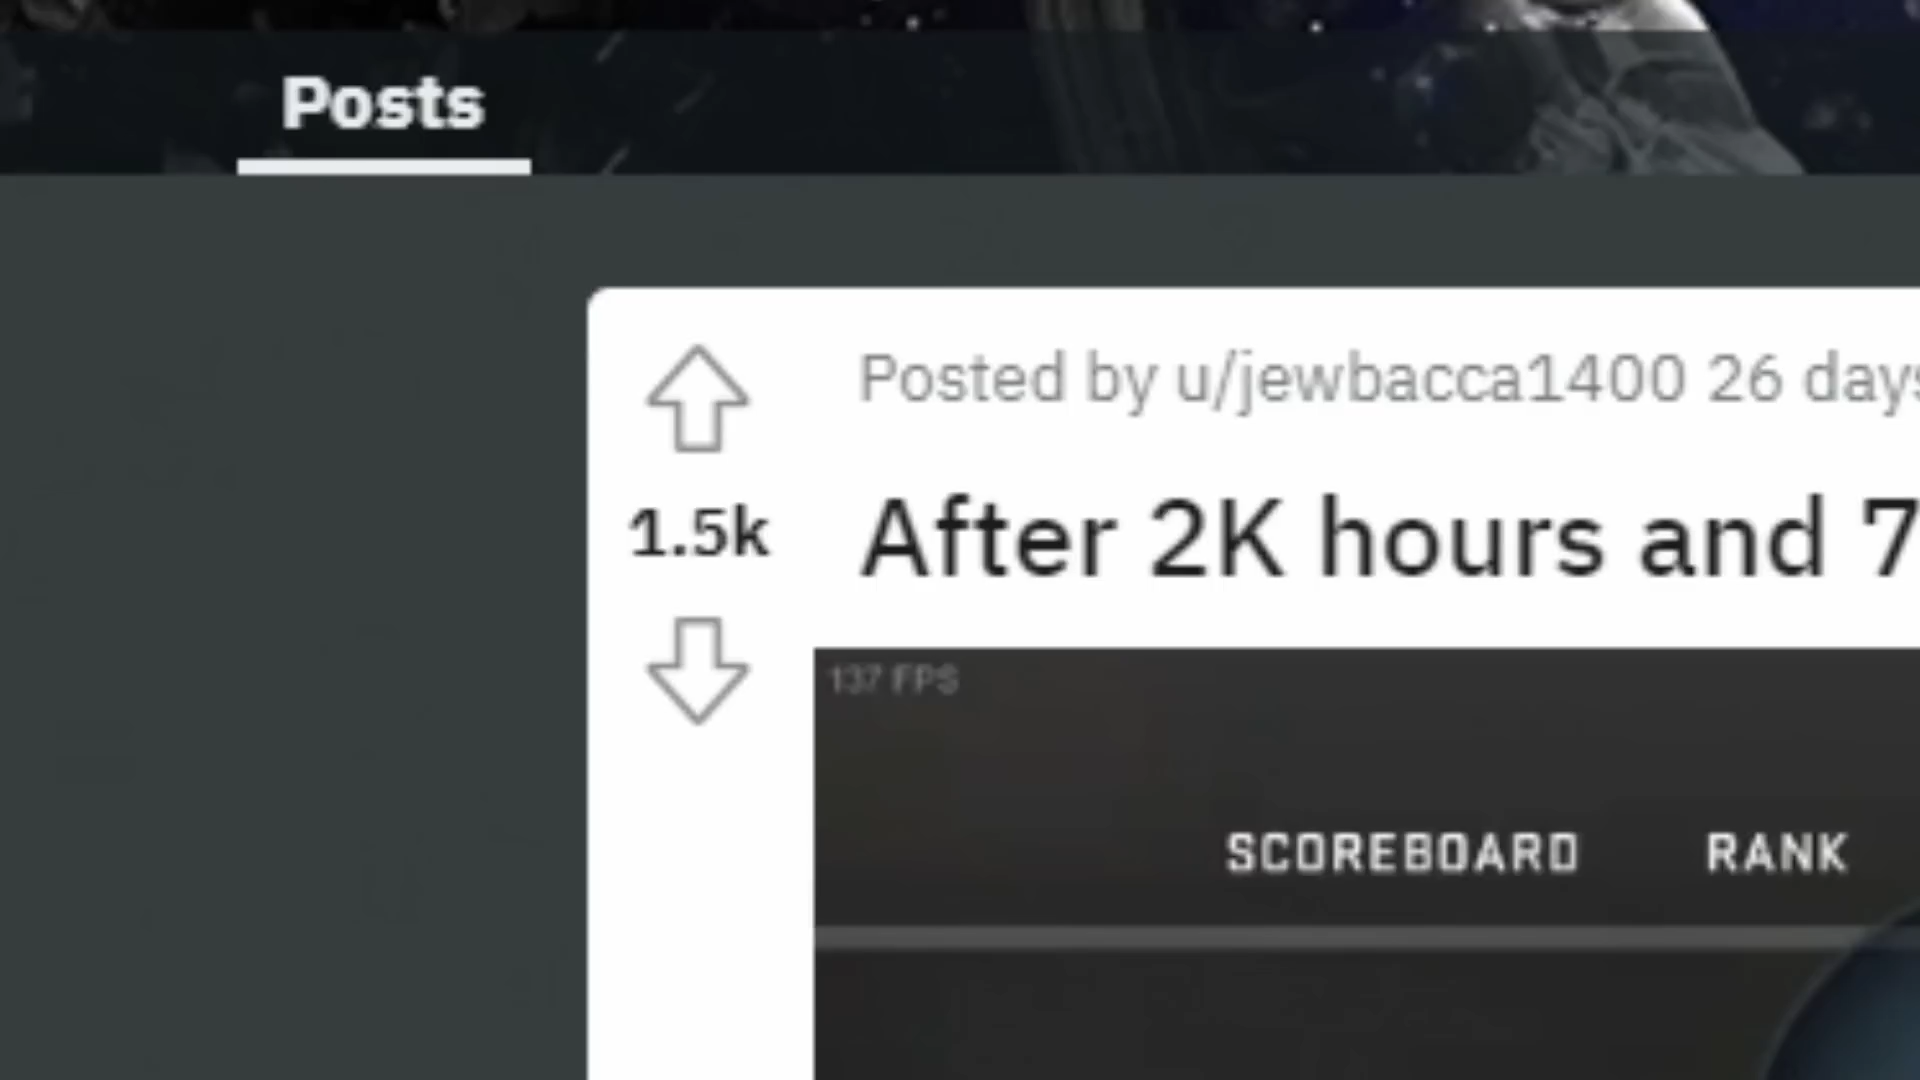 Posts
Posted by u/jewbacca1400 26 days
1.5k
After 2K hours and 7
137 FPS
SCOREBOARD RANK